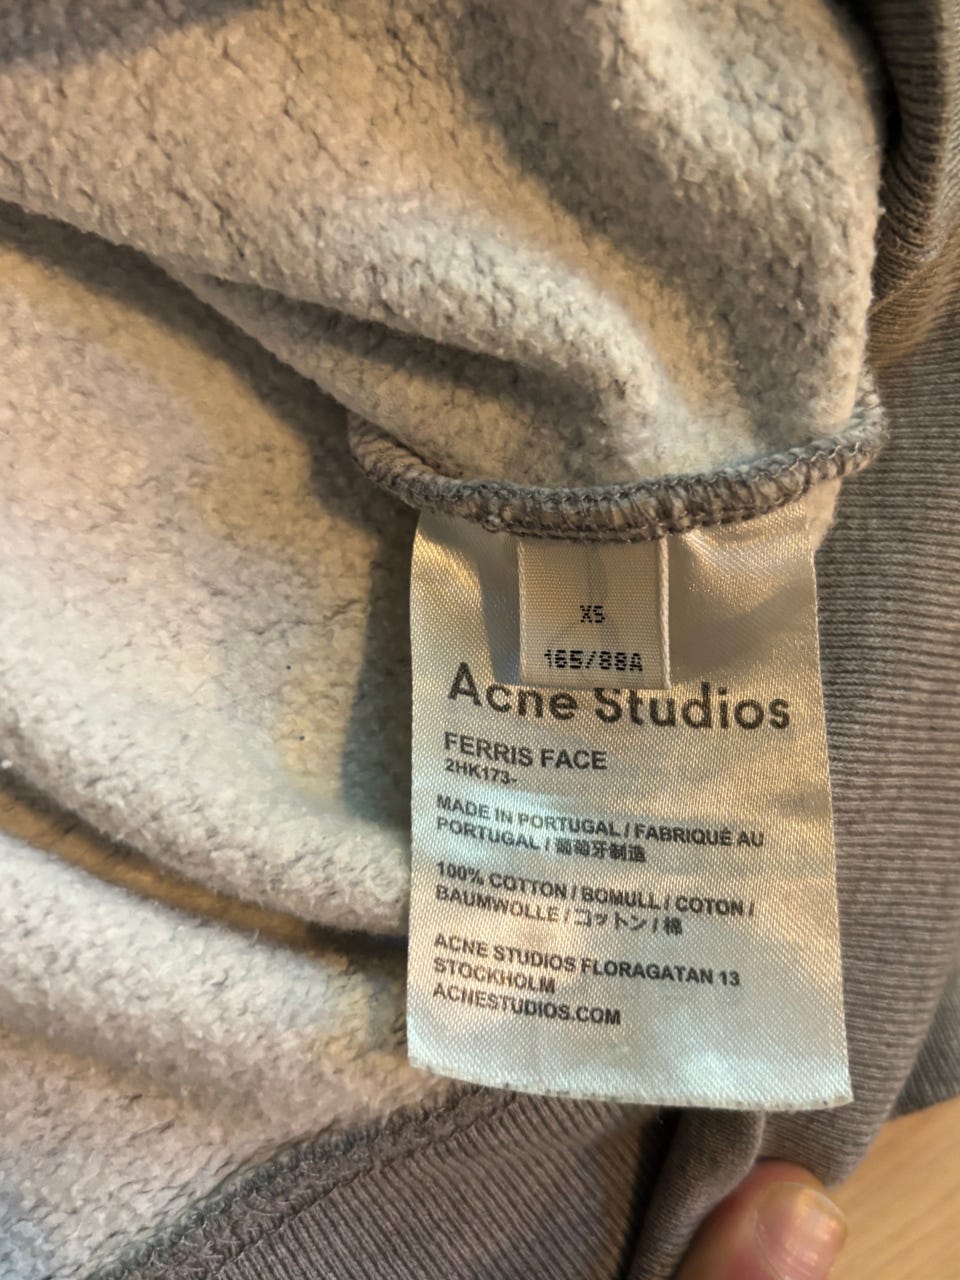 XS
165/88A
Acne Studios
FERRIS FACE
2HK173-
MADE IN PORTUGAL / FABRIQUÉ AU
PORTUGAL / 葡萄牙制造
100% COTTON / BOMULL / COTON /
BAUMWOLLE / コットン / 棉
ACNE STUDIOS FLORAGATAN 13
STOCKHOLM
ACNESTUDIOS.COM